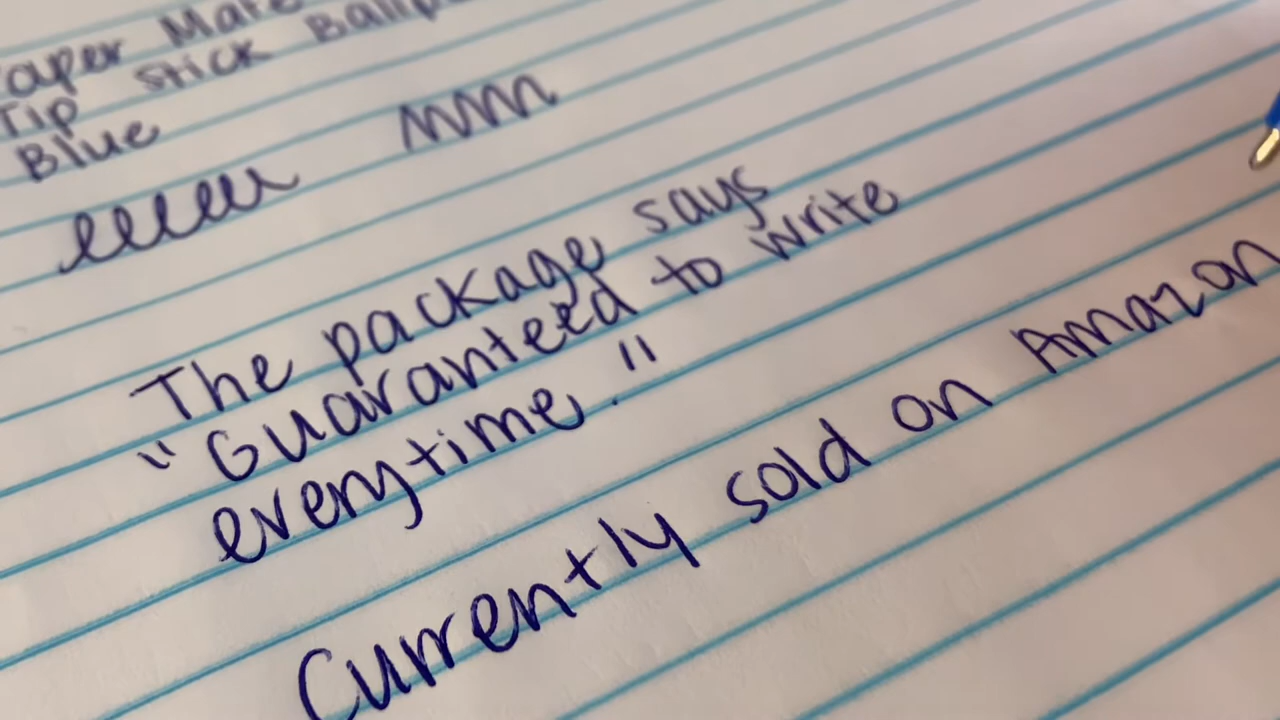 Paper Mate
Tip Stick Ballp
Blue
The package says
"Guaranteed to write
everytime."
Currently sold on Amazon